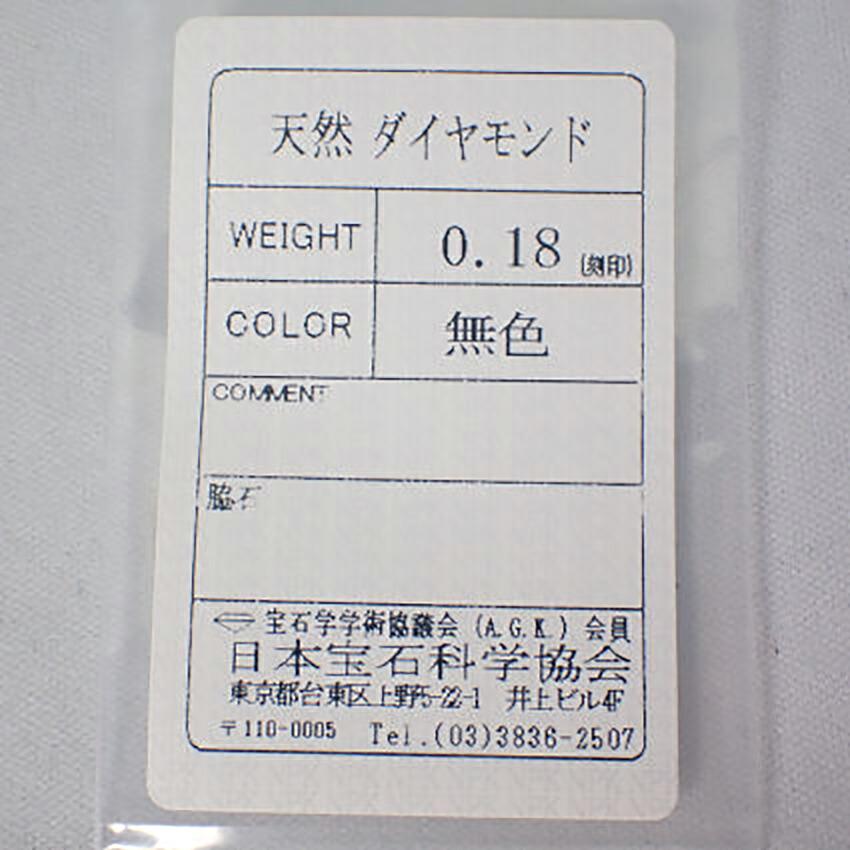 天然 ダイヤモンド
WEIGHT 0.18 (刻印)
COLOR 無色
COMMENT
脇石
宝石学学術協議会 (A.G.K.) 会員
日本宝石科学協会
東京都台東区上野5-22-1 井上ビル4F
〒110-0005 Tel.(03)3836-2507